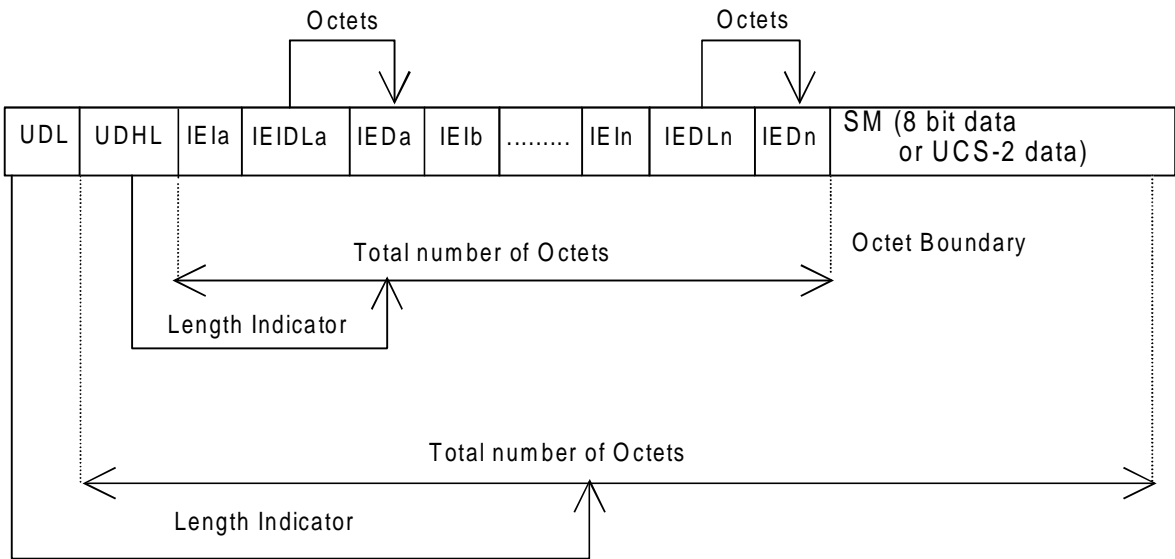 Octets Octets
UDL UDHL IEIa IEIDLa IEDa IEIb ......... IEIn IEDLn IEDn SM (8 bit data
or UCS-2 data)
Total number of Octets Octet Boundary
Length Indicator
Total number of Octets
Length Indicator